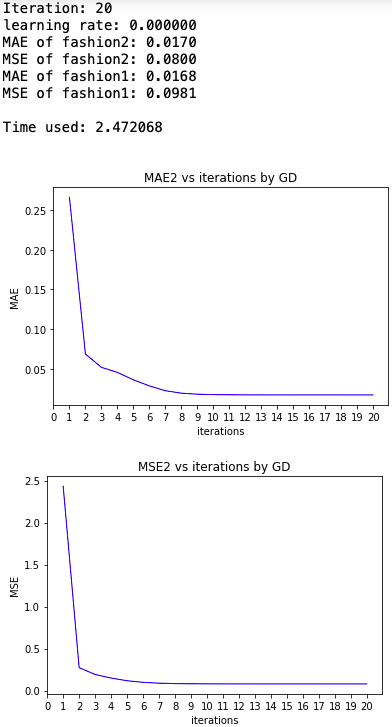 Iteration: 20
learning rate: 0.000000
MAE of fashion2: 0.0170
MSE of fashion2: 0.0800
MAE of fashion1: 0.0168
MSE of fashion1: 0.0981
Time used: 2.472068
MAE2 vs iterations by GD
0.25
0.20
0.15
0.10
0.05
MAE
0 1 2 3 4 5 6 7 8 9 10 11 12 13 14 15 16 17 18 19 20
iterations
MSE2 vs iterations by GD
2.5
2.0
1.5
1.0
0.5
0.0
MSE
0 1 2 3 4 5 6 7 8 9 10 11 12 13 14 15 16 17 18 19 20
iterations